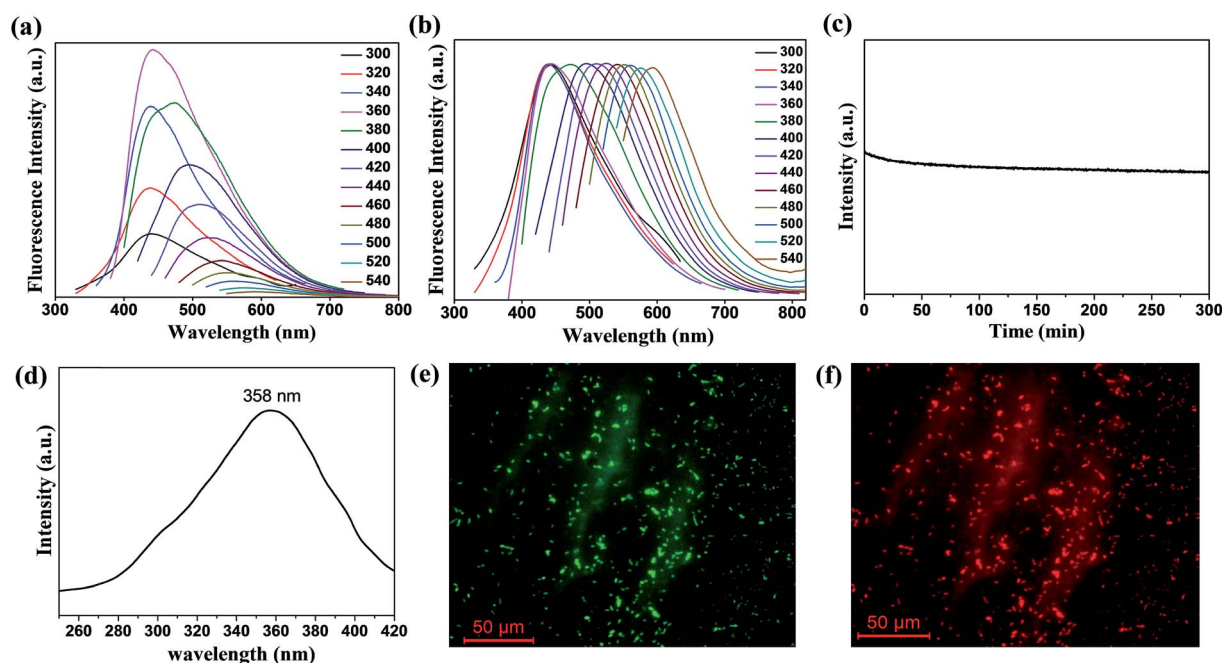 (a)
Fluorescence Intensity (a.u.)
300
320
340
360
380
400
420
440
460
480
500
520
540
300 400 500 600 700 800
Wavelength (nm)
(b)
Fluorescence Intensity (a.u.)
300
320
340
360
380
400
420
440
460
480
500
520
540
300 400 500 600 700 800
Wavelength (nm)
(c)
Intensity (a.u.)
0 50 100 150 200 250 300
Time (min)
(d)
358 nm
Intensity (a.u.)
260 280 300 320 340 360 380 400 420
wavelength (nm)
(e)
50 µm
(f)
50 µm